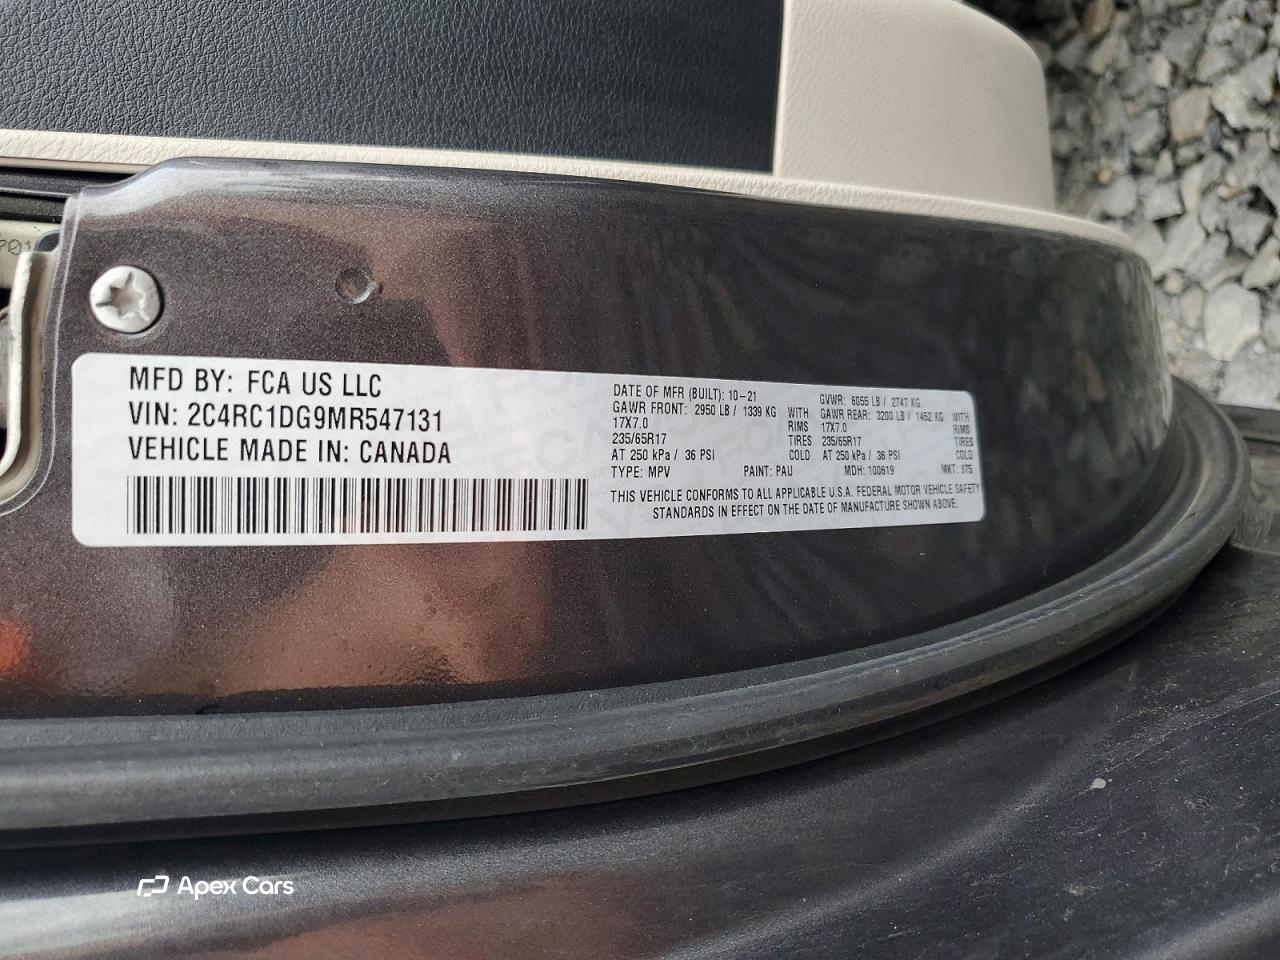 MFD BY: FCA US LLC
VIN: 2C4RC1DG9MR547131
VEHICLE MADE IN: CANADA
DATE OF MFR (BUILT): 10-21 GVWR: 6055 LB / 2747 KG
GAWR FRONT: 2950 LB / 1339 KG WITH GAWR REAR: 3200 LB / 1452 KG WITH
17X7.0 RIMS 17X7.0 RIMS
235/65R17 TIRES 235/65R17 TIRES
AT 250 kPa / 36 PSI COLD AT 250 kPa / 36 PSI COLD
TYPE: MPV PAINT: PAU MDH: 100619 MKT: 975
THIS VEHICLE CONFORMS TO ALL APPLICABLE U.S.A. FEDERAL MOTOR VEHICLE SAFETY
STANDARDS IN EFFECT ON THE DATE OF MANUFACTURE SHOWN ABOVE.
Apex Cars